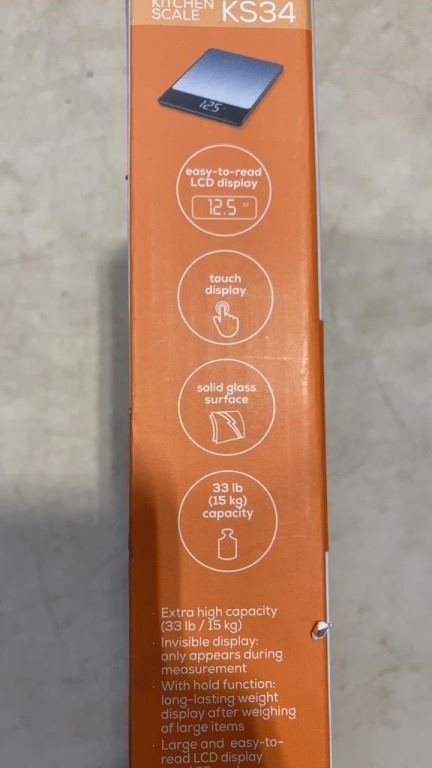 KITCHEN
SCALE KS34
125
easy-to-read
LCD display
12.5 oz
touch
display
solid glass
surface
33 lb
(15 kg)
capacity
· Extra high capacity
(33 lb / 15 kg)
· Invisible display:
only appears during
measurement
· With hold function:
long-lasting weight
display after weighing
of large items
· Large and easy-to-
read LCD display